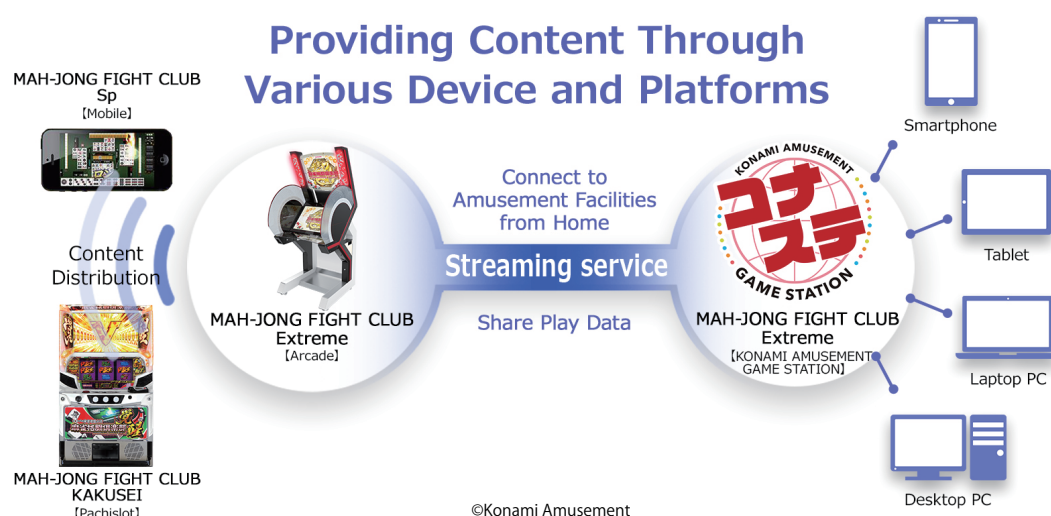 Providing Content Through
Various Device and Platforms
MAH-JONG FIGHT CLUB
Sp
【Mobile】
Content
Distribution
MAH-JONG FIGHT CLUB
KAKUSEI
【Pachislot】
MAH-JONG FIGHT CLUB
Extreme
【Arcade】
Connect to
Amusement Facilities
from Home
Streaming service
Share Play Data
KONAMI AMUSEMENT
コナ
ステ
GAME STATION
MAH-JONG FIGHT CLUB
Extreme
【KONAMI AMUSEMENT
GAME STATION】
Smartphone
Tablet
Laptop PC
Desktop PC
©Konami Amusement